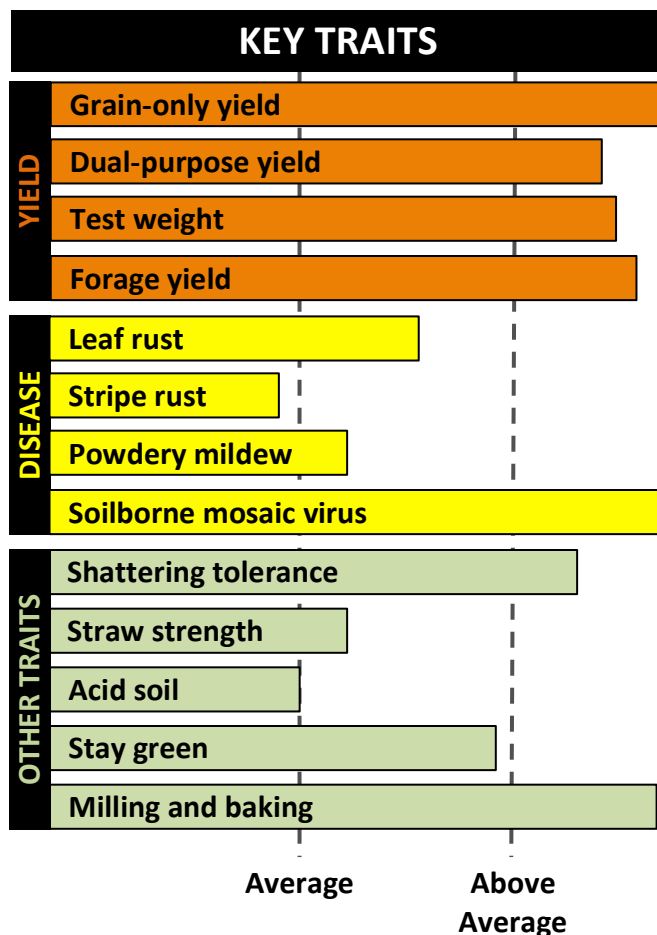 KEY TRAITS
YIELD
Grain-only yield
Dual-purpose yield
Test weight
Forage yield
DISEASE
Leaf rust
Stripe rust
Powdery mildew
Soilborne mosaic virus
OTHER TRAITS
Shattering tolerance
Straw strength
Acid soil
Stay green
Milling and baking
Average
Above
Average